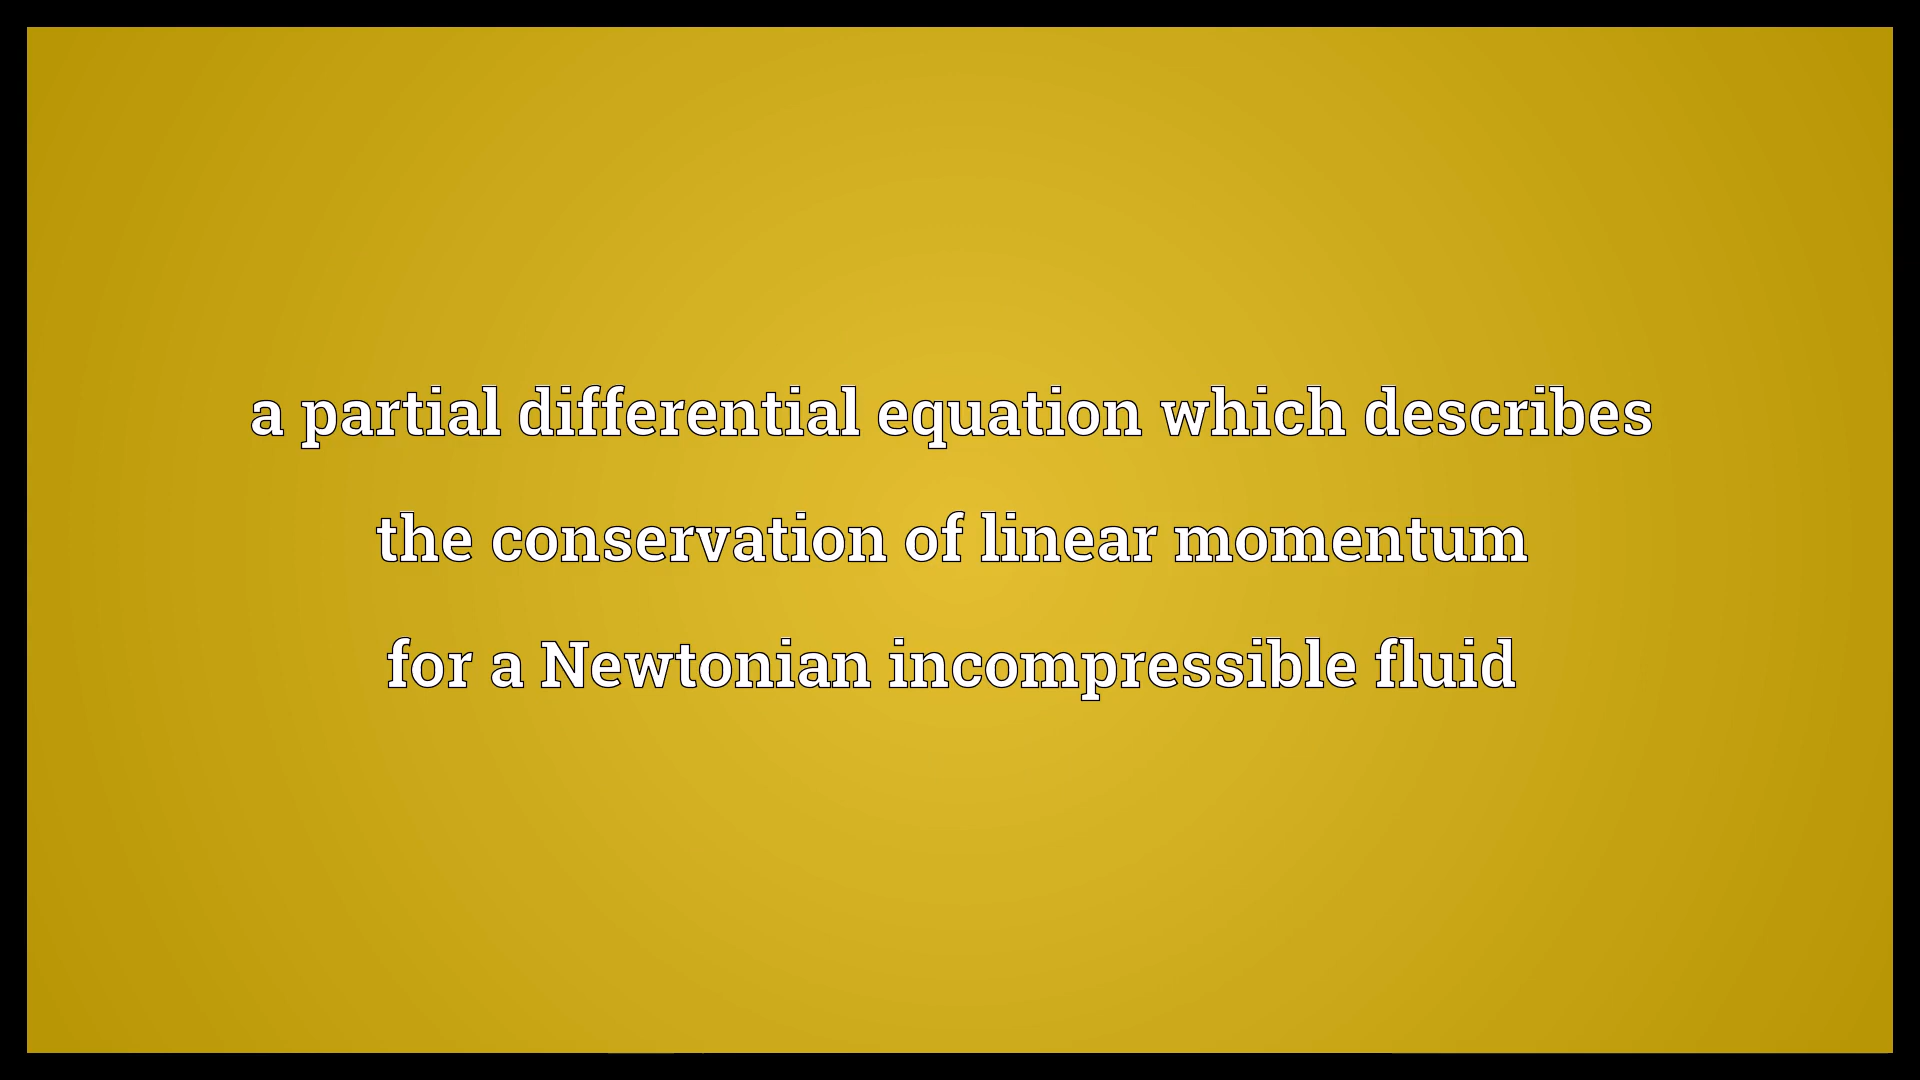 a partial differential equation which describes
the conservation of linear momentum
for a Newtonian incompressible fluid